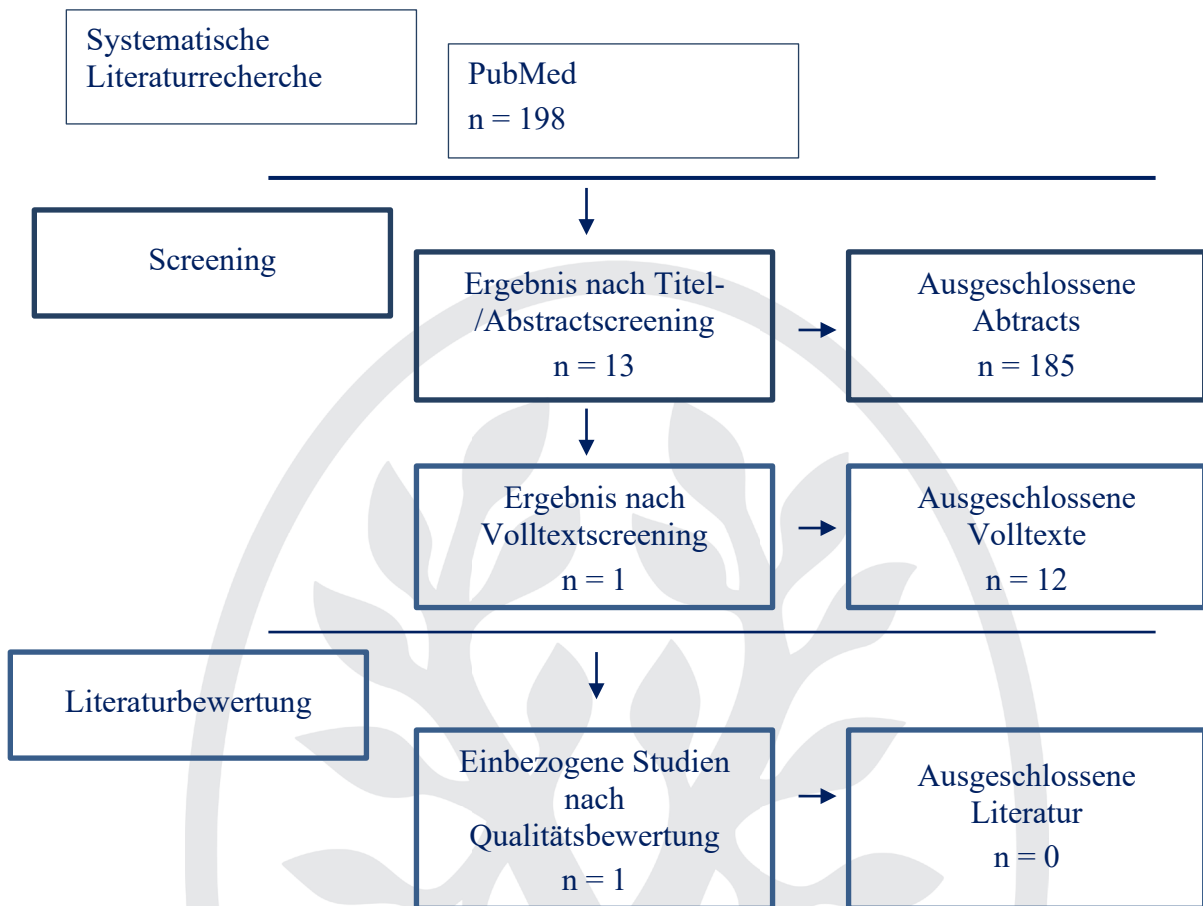 Systematische
Literaturrecherche
PubMed
n = 198
Screening
Ergebnis nach Titel-
/Abstractscreening
n = 13
Ausgeschlossene
Abtracts
n = 185
Ergebnis nach
Volltextscreening
n = 1
Ausgeschlossene
Volltexte
n = 12
Literaturbewertung
Einbezogene Studien
nach
Qualitätsbewertung
n = 1
Ausgeschlossene
Literatur
n = 0